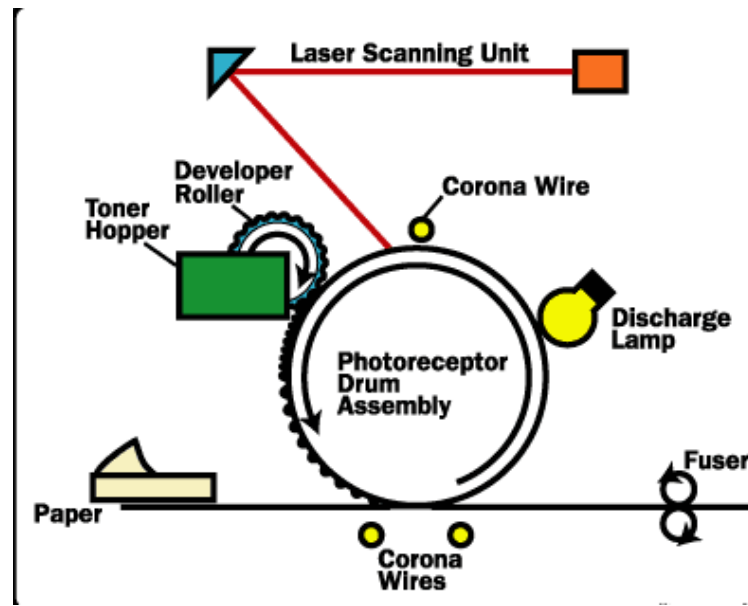 Laser Scanning Unit
Developer
Roller
Corona Wire
Toner
Hopper
Discharge
Lamp
Photoreceptor
Drum
Assembly
Fuser
Paper
Corona
Wires